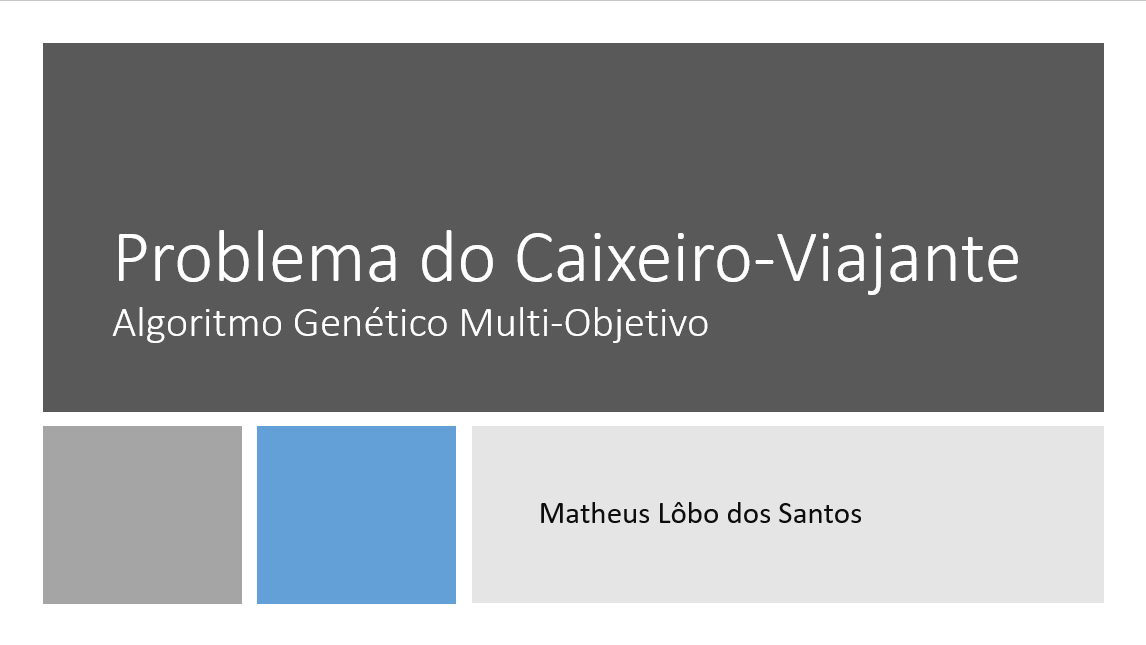 Problema do Caixeiro-Viajante
Algoritmo Genético Multi-Objetivo
Matheus Lôbo dos Santos